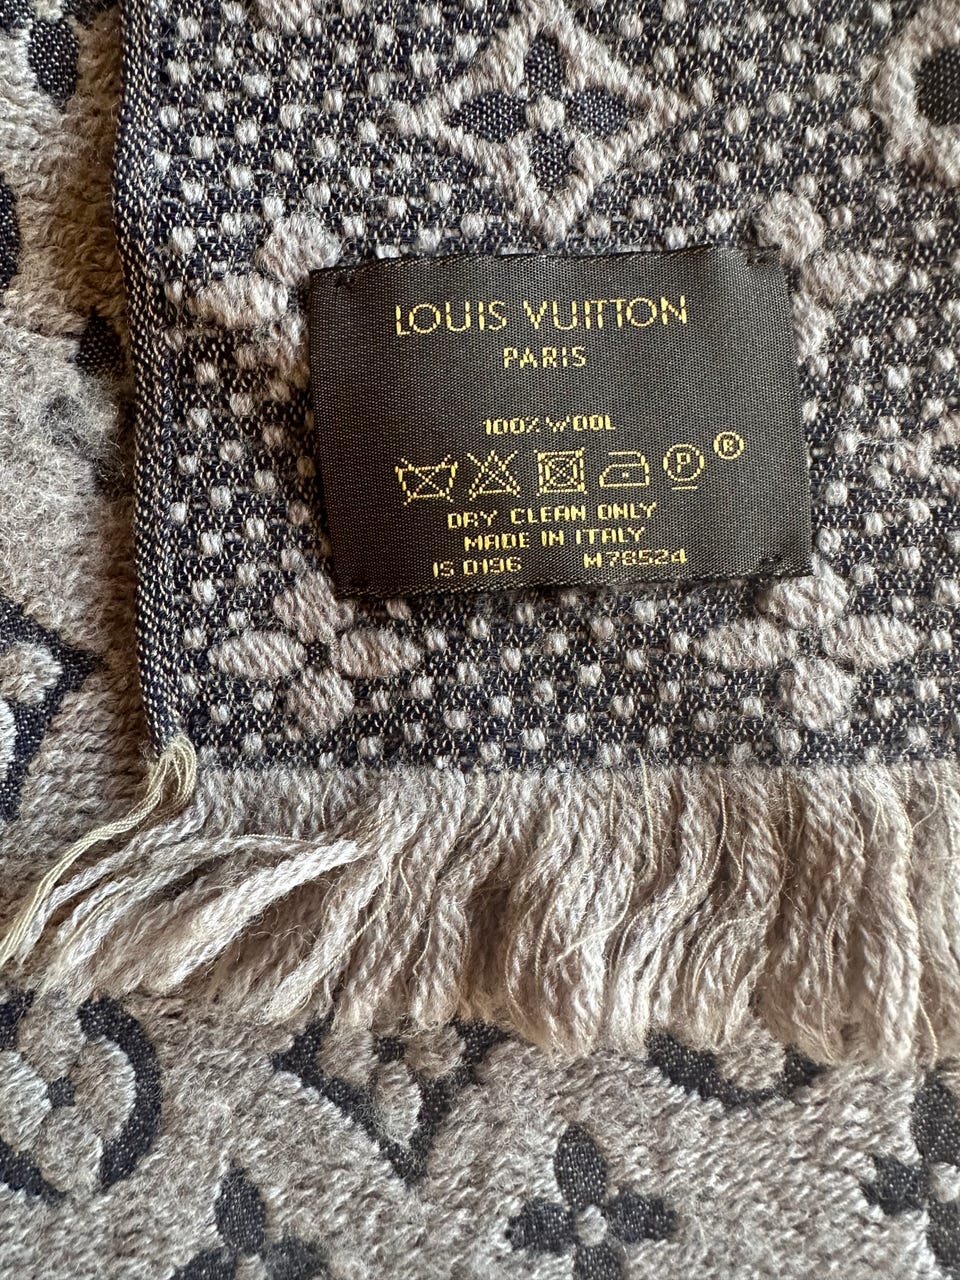 LOUIS VUITTON
PARIS
100% WOOL
P ®
DRY CLEAN ONLY
MADE IN ITALY
IS 0196 M78524